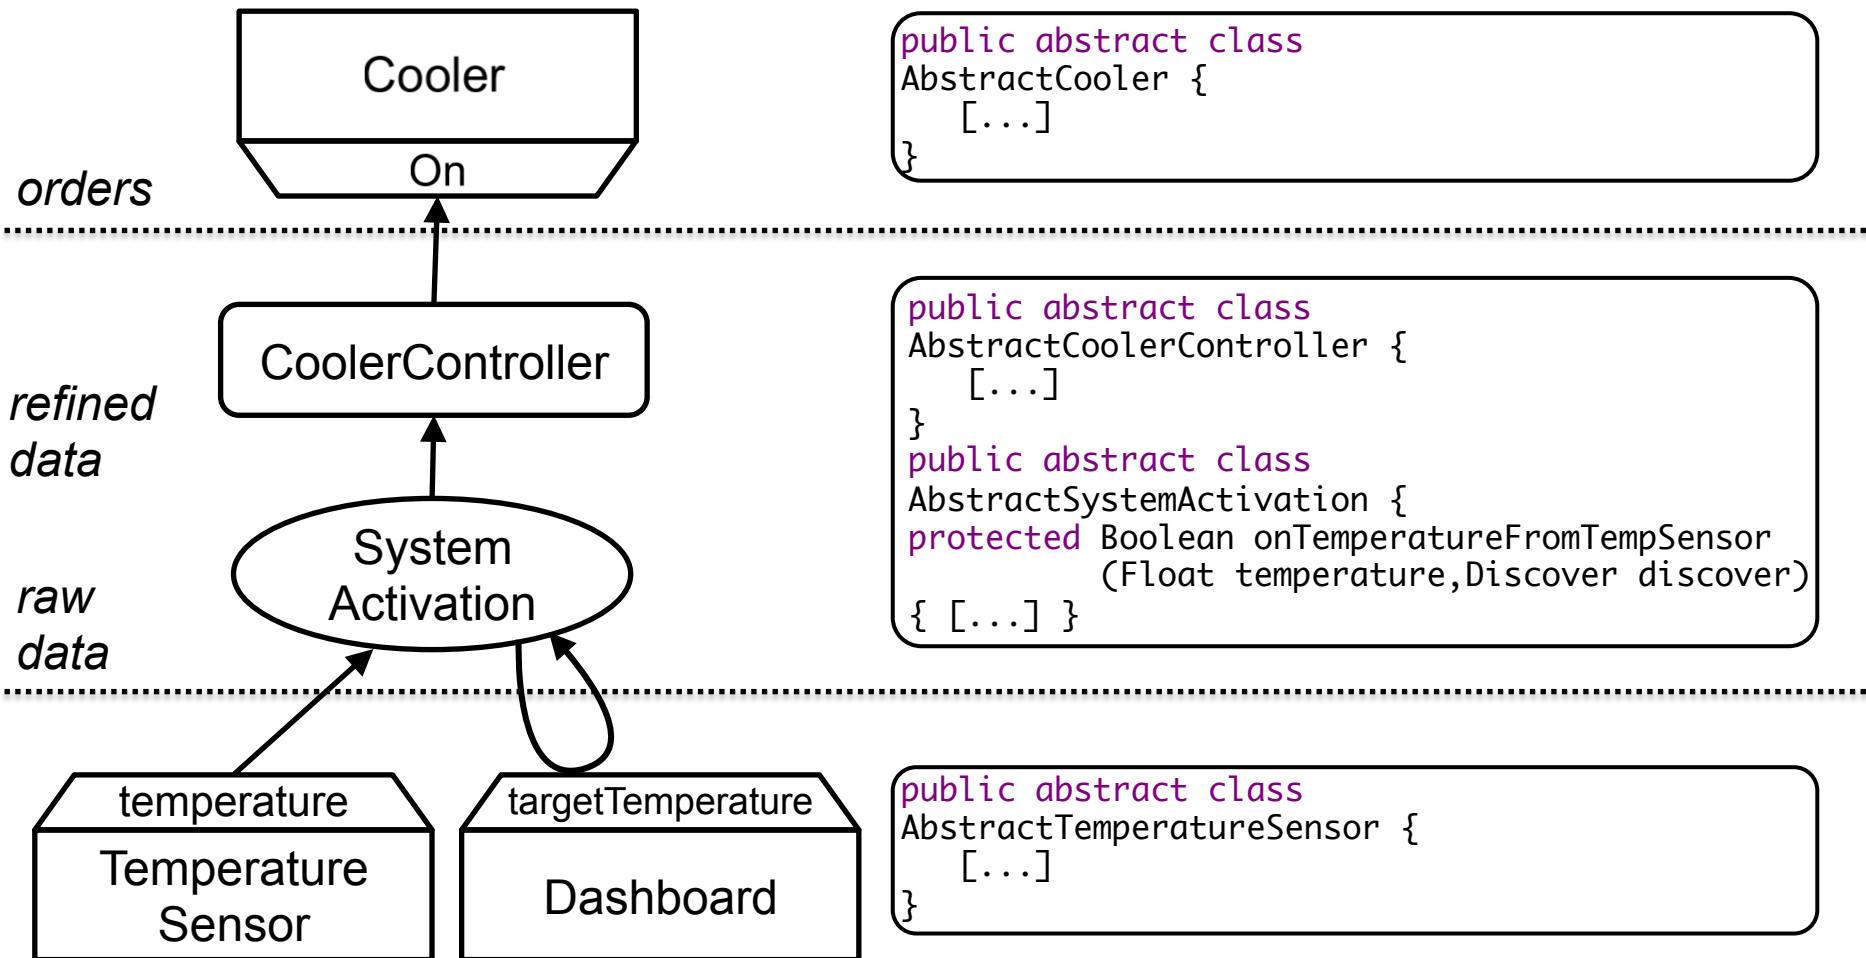 Cooler
On
orders
CoolerController
refined
data
System
Activation
raw
data
temperature
Temperature
Sensor
targetTemperature
Dashboard
public abstract class
AbstractCooler {
[...]
}
public abstract class
AbstractCoolerController {
[...]
}
public abstract class
AbstractSystemActivation {
protected Boolean onTemperatureFromTempSensor
(Float temperature,Discover discover)
{ [...] }
public abstract class
AbstractTemperatureSensor {
[...]
}